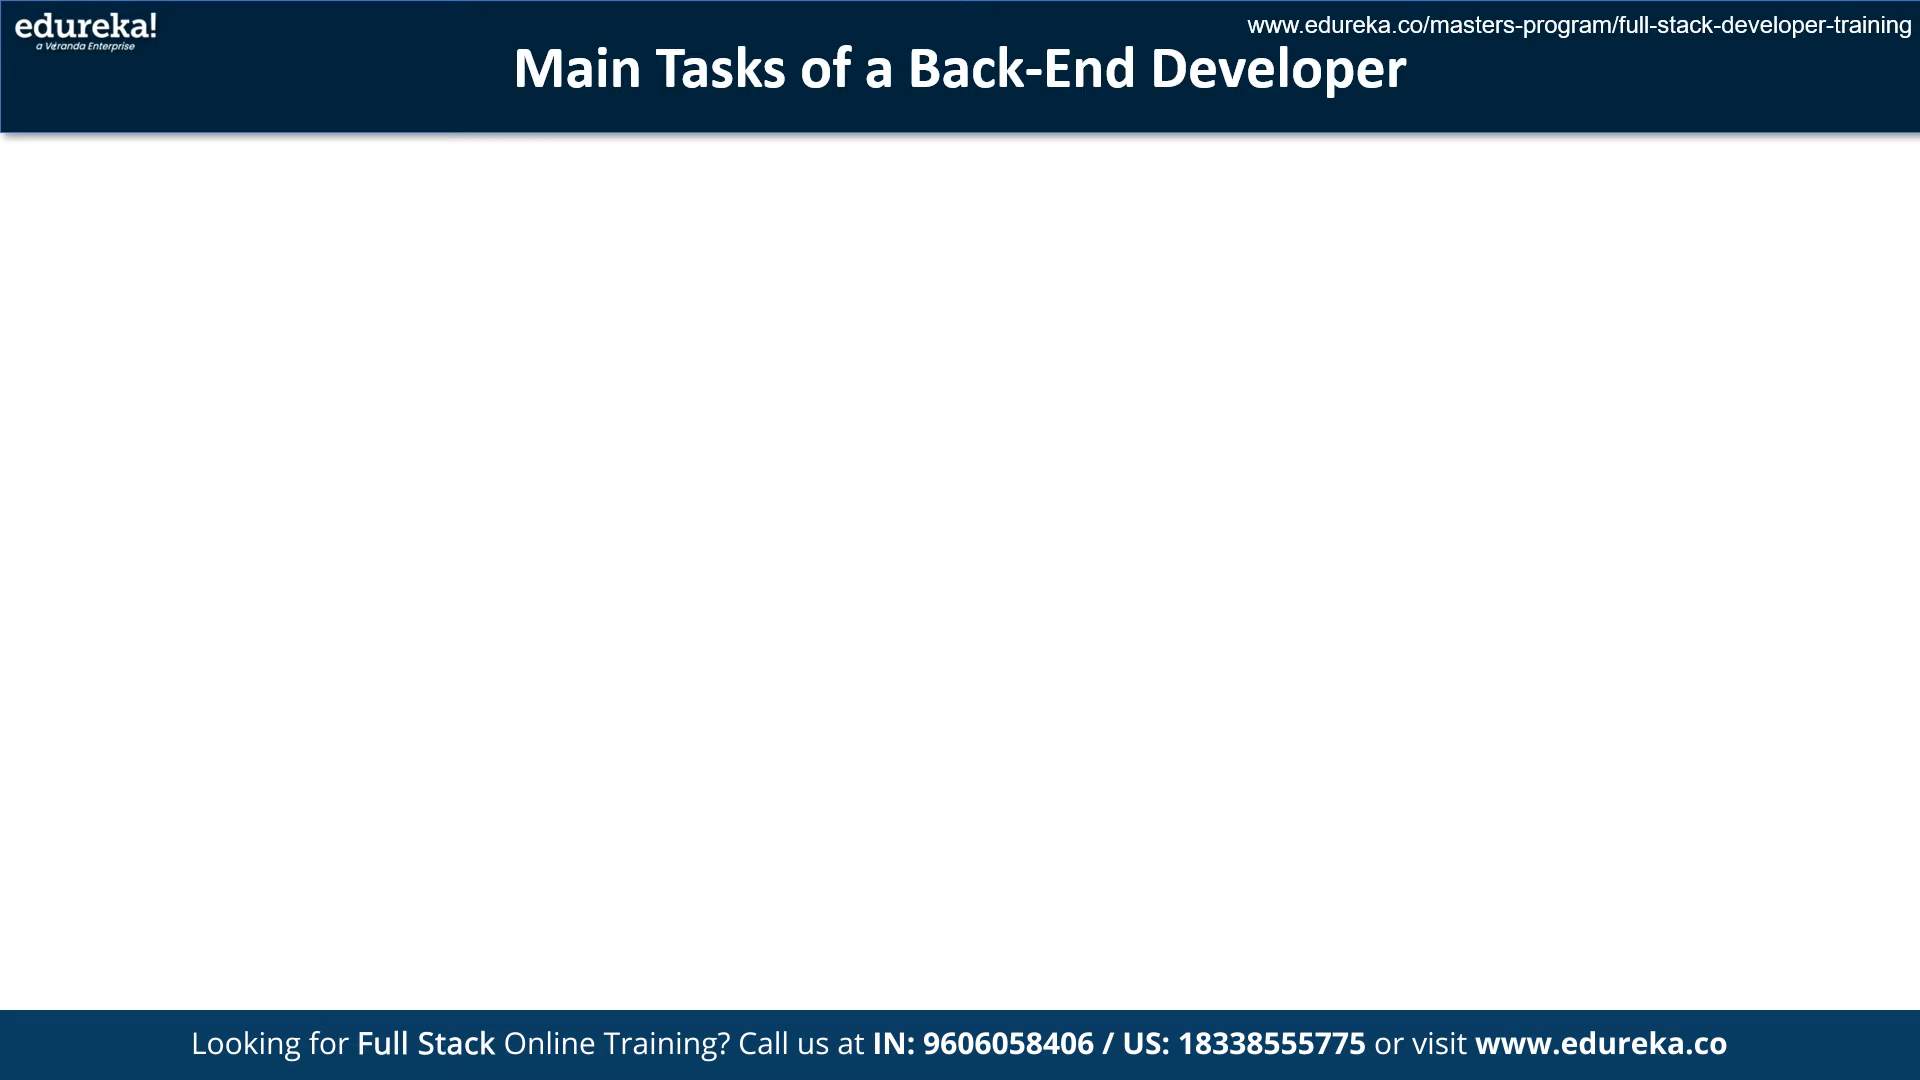 edureka!
a Veranda Enterprise
www.edureka.co/masters-program/full-stack-developer-training
Main Tasks of a Back-End Developer
Looking for Full Stack Online Training? Call us at IN: 9606058406 / US: 18338555775 or visit www.edureka.co